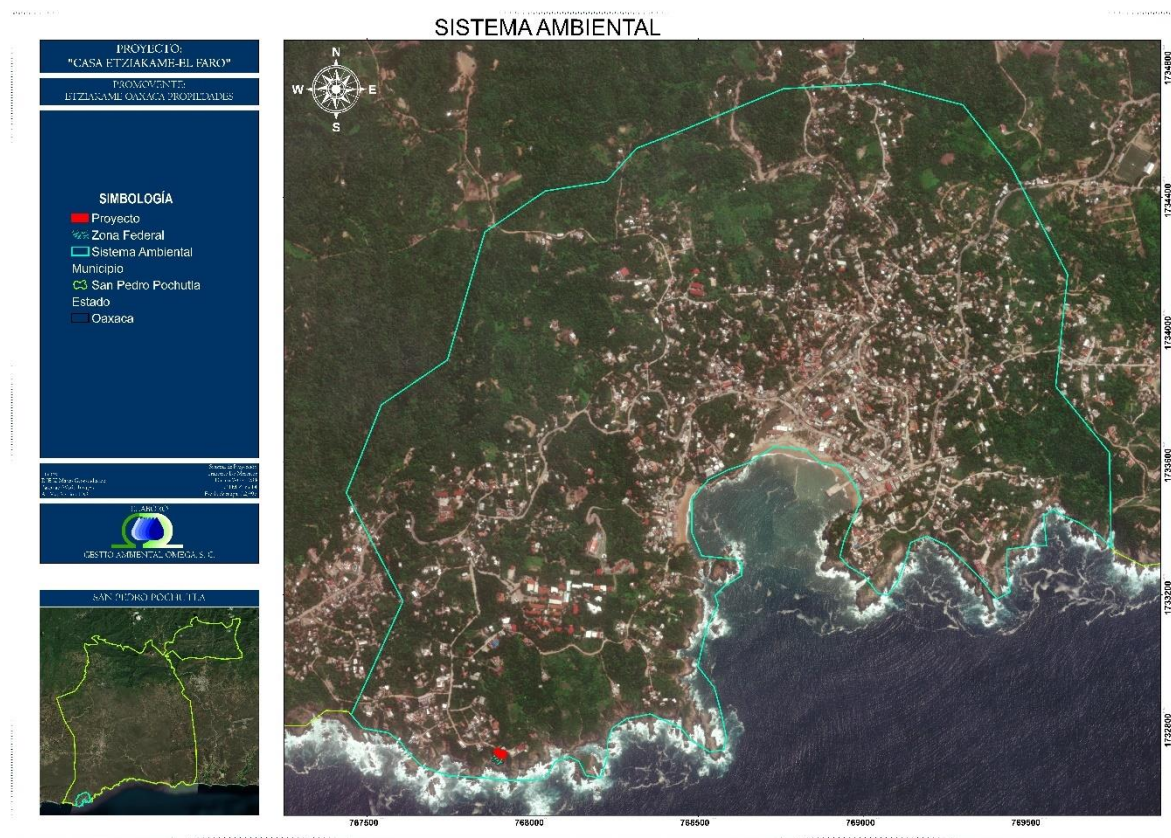 SISTEMA AMBIENTAL
PROYECTO:
"CASA ETZIAKAME-EL FARO"
PROMOVENTE:
ETZIAKAME OAXACA PROPIEDADES
SIMBOLOGÍA
Proyecto
Zona Federal
Sistema Ambiental
Municipio
San Pedro Pochutla
Estado
Oaxaca
ELABORÓ
GESTIO AMBIENTAL OMEGA, S. C.
SAN PEDRO POCHUTLA
N
W
E
S
1734800
1734400
1734000
1733600
1733200
1732800
767500
768000
768500
769000
769500